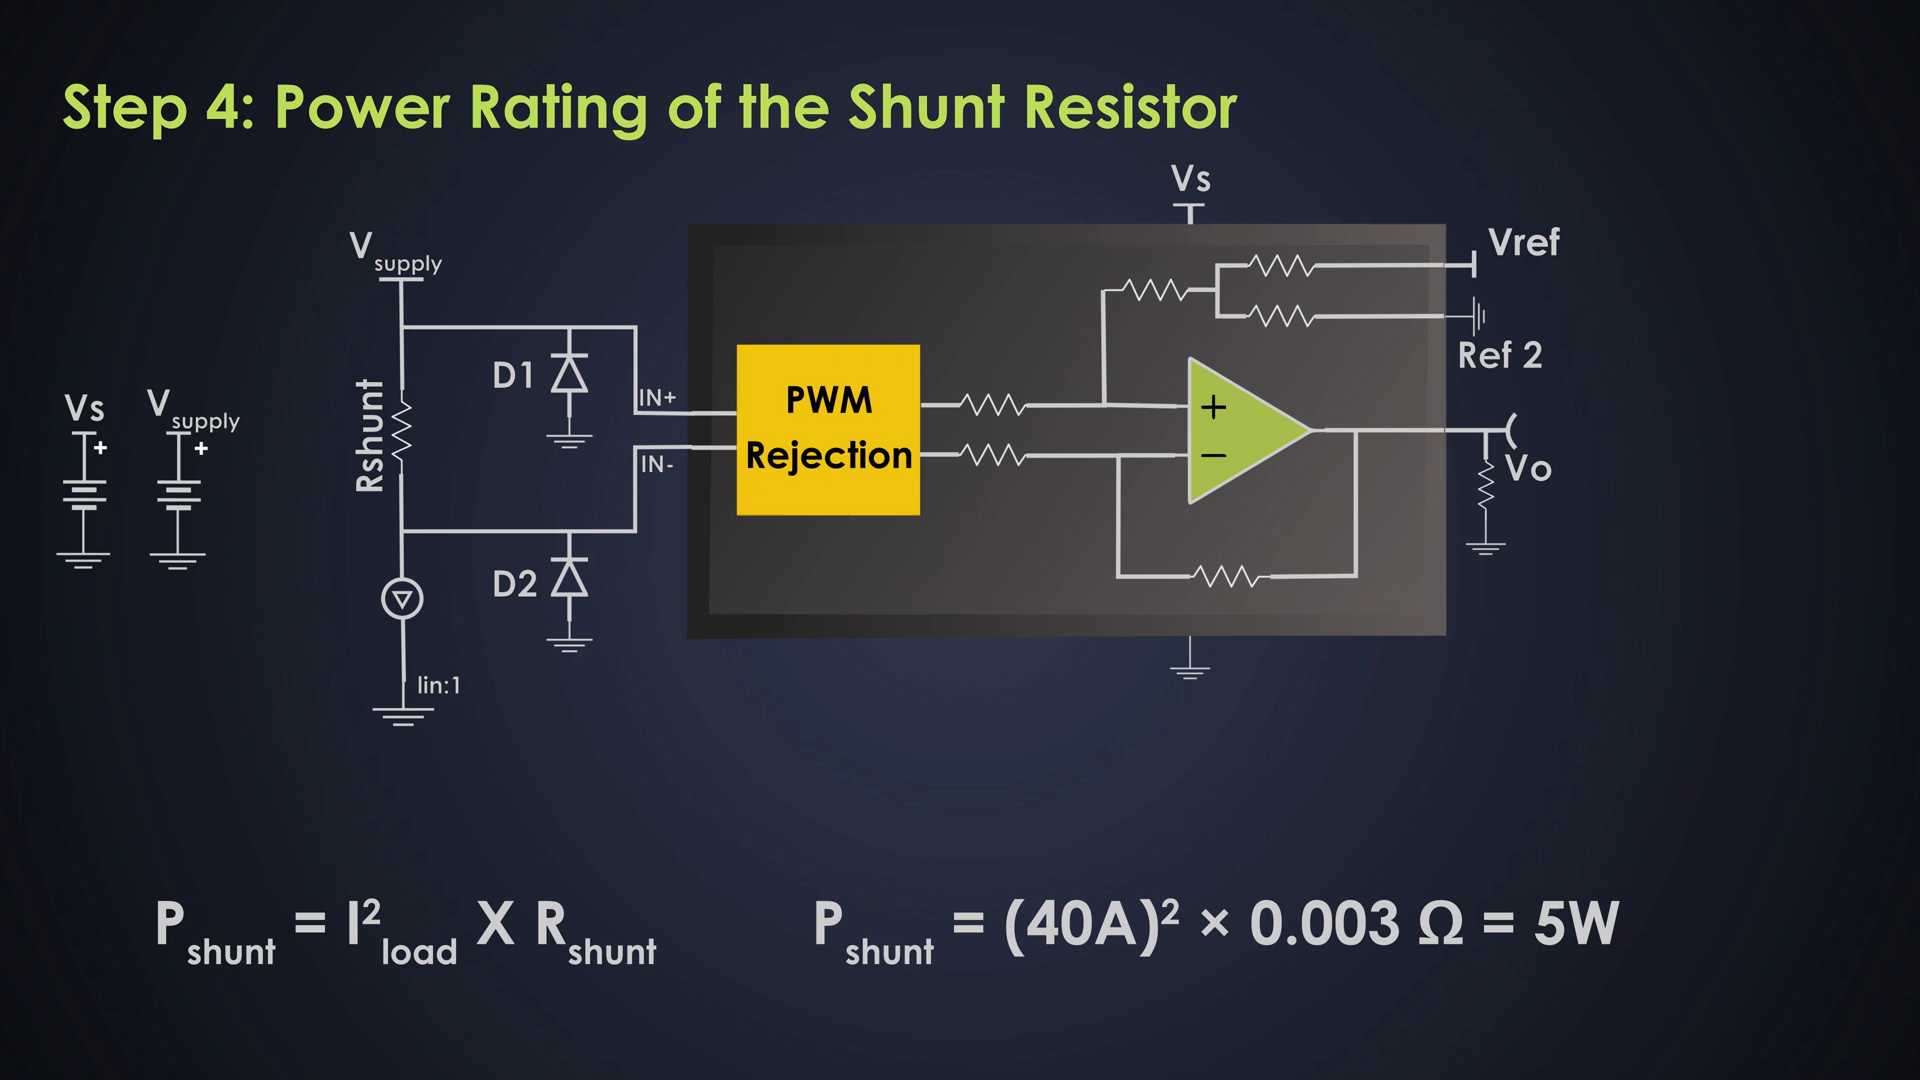 Step 4: Power Rating of the Shunt Resistor
Vs
Vref
Vsupply
D1
IN+
PWM
Rejection
+
Ref 2
Vs
+
Vsupply
+
Rshunt
IN-
−
Vo
D2
Iin:1
Pshunt = I²load X Rshunt
Pshunt = (40A)² × 0.003 Ω = 5W